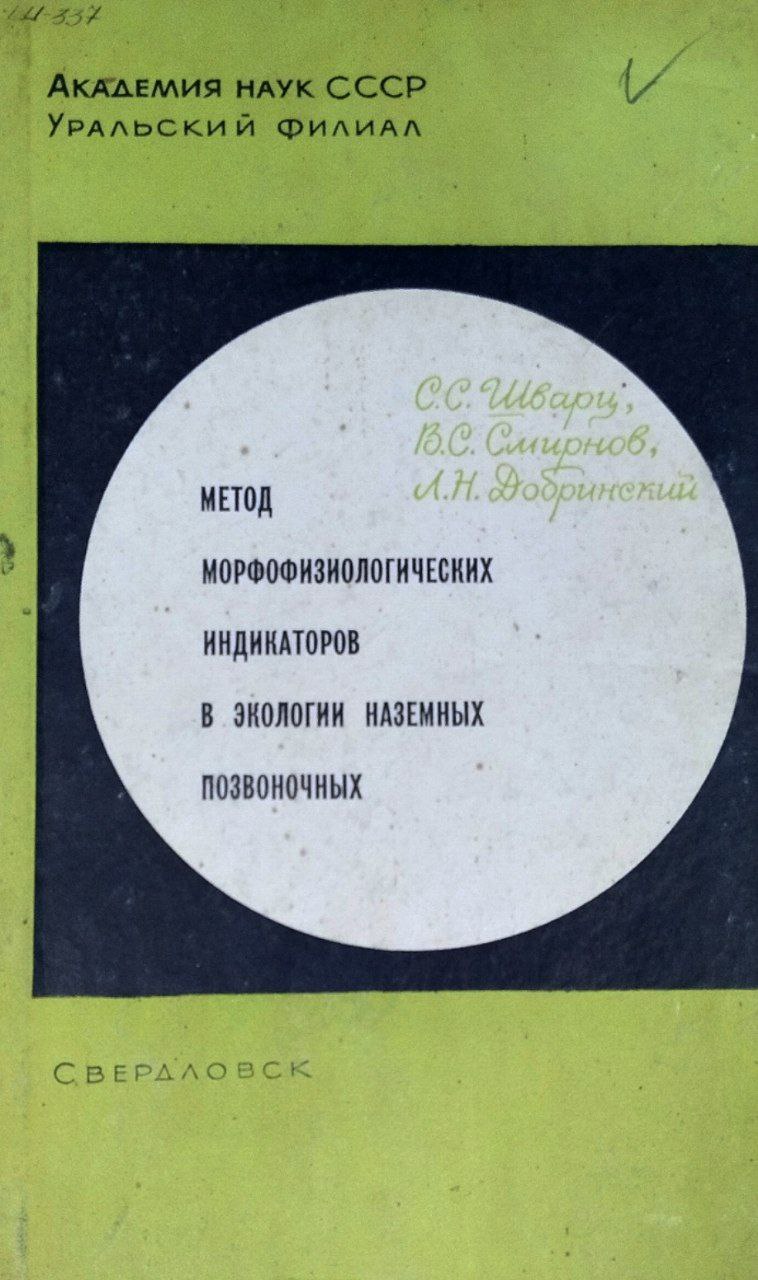 Академия наук СССР
Уральский филиал
С.С. Шварц,
В.С. Смирнов,
Л.Н. Добринский
МЕТОД
МОРФОФИЗИОЛОГИЧЕСКИХ
ИНДИКАТОРОВ
В ЭКОЛОГИИ НАЗЕМНЫХ
ПОЗВОНОЧНЫХ
Свердловск